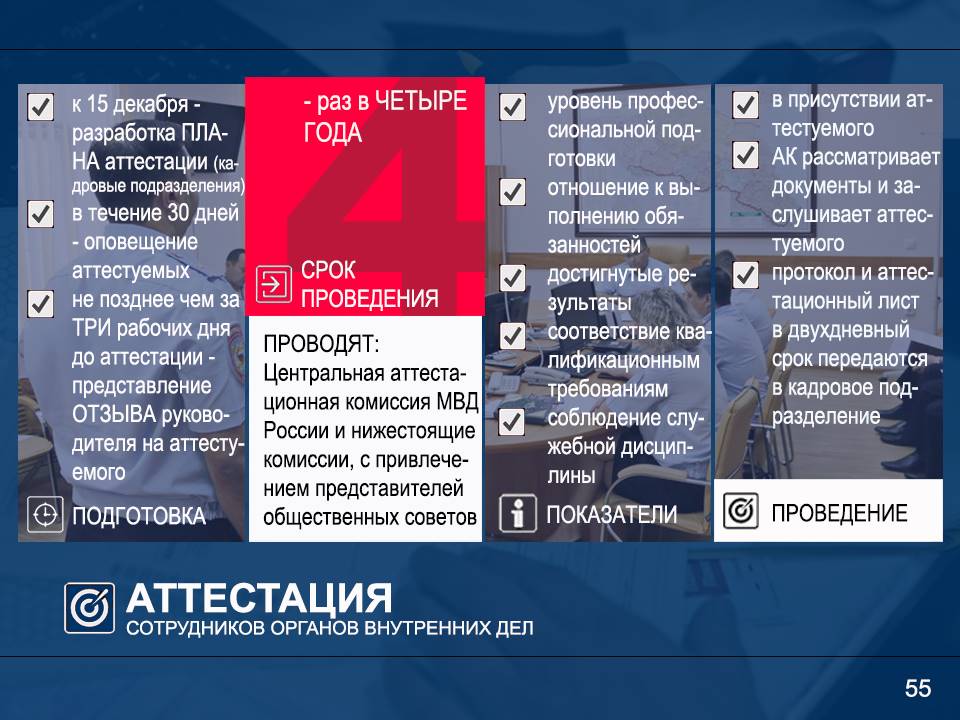 к 15 декабря -
разработка ПЛА-
НА аттестации (ка-
дровые подразделения)
в течение 30 дней
- оповещение
аттестуемых
не позднее чем за
ТРИ рабочих дня
до аттестации -
представление
ОТЗЫВА руково-
дителя на аттесту-
емого
ПОДГОТОВКА
4
- раз в ЧЕТЫРЕ
ГОДА
СРОК
ПРОВЕДЕНИЯ
ПРОВОДЯТ:
Центральная аттеста-
ционная комиссия МВД
России и нижестоящие
комиссии, с привлече-
нием представителей
общественных советов
уровень профес-
сиональной под-
готовки
отношение к вы-
полнению обя-
занностей
достигнутые ре-
зультаты
соответствие ква-
лификационным
требованиям
соблюдение слу-
жебной дисцип-
лины
ПОКАЗАТЕЛИ
в присутствии ат-
тестуемого
АК рассматривает
документы и за-
слушивает аттес-
туемого
протокол и аттес-
тационный лист
в двухдневный
срок передаются
в кадровое под-
разделение
ПРОВЕДЕНИЕ
АТТЕСТАЦИЯ
СОТРУДНИКОВ ОРГАНОВ ВНУТРЕННИХ ДЕЛ
55